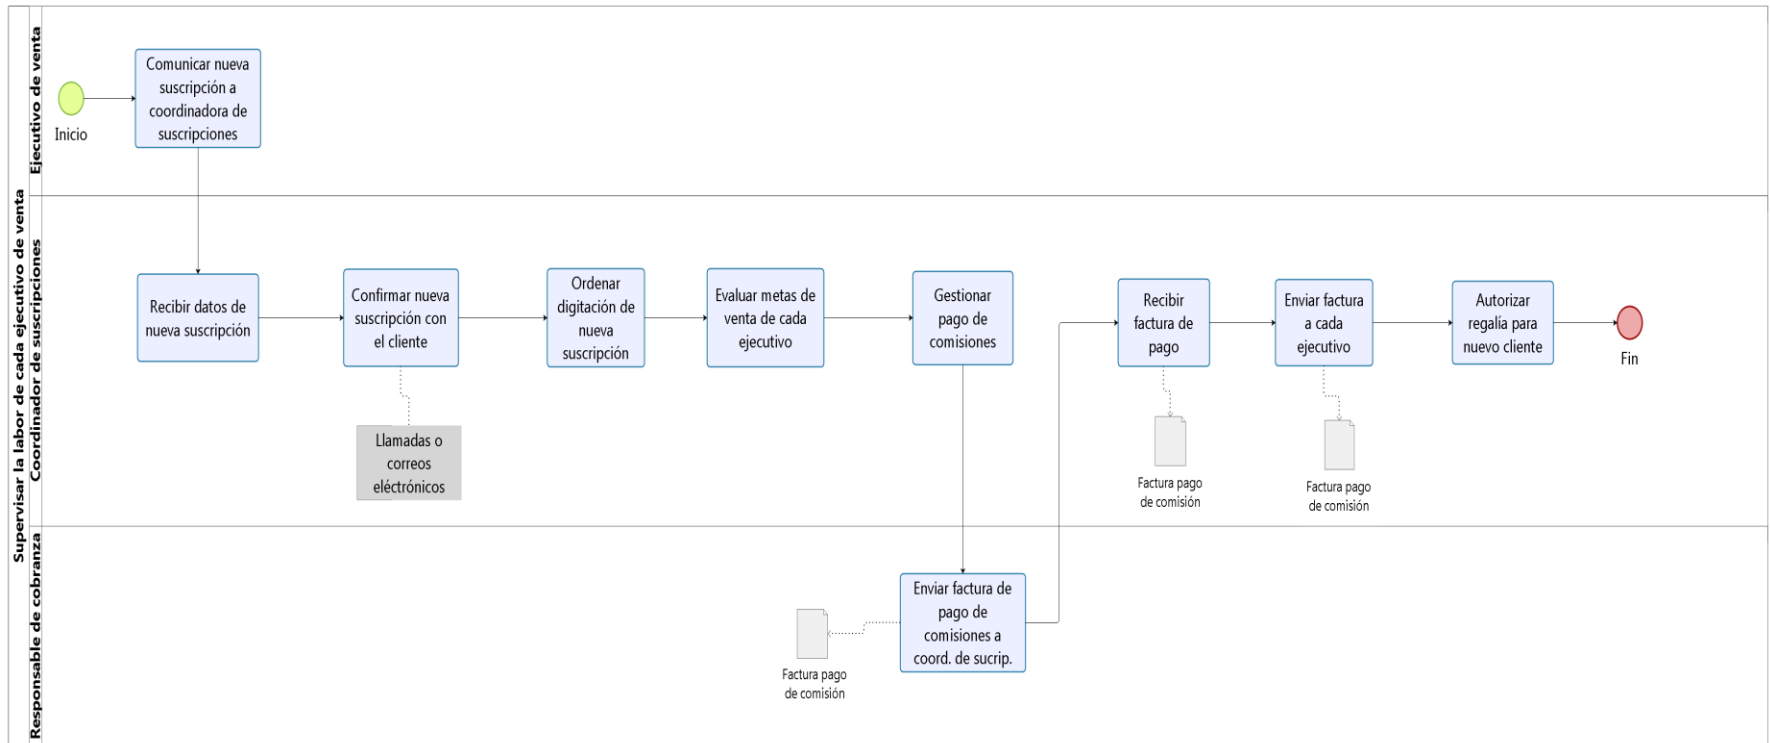 Supervisar la labor de cada ejecutivo de venta
Ejecutivo de venta
Inicio
Comunicar nueva
suscripción a
coordinadora de
suscripciones
Coordinador de suscripciones
Recibir datos de
nueva suscripción
Confirmar nueva
suscripción con
el cliente
Llamadas o
correos
eléctrónicos
Ordenar
digitación de
nueva
suscripción
Evaluar metas de
venta de cada
ejecutivo
Gestionar
pago de
comisiones
Recibir
factura de
pago
Factura pago
de comisión
Enviar factura
a cada
ejecutivo
Factura pago
de comisión
Autorizar
regalía para
nuevo cliente
Fin
Responsable de cobranza
Enviar factura de
pago de
comisiones a
coord. de sucrip.
Factura pago
de comisión